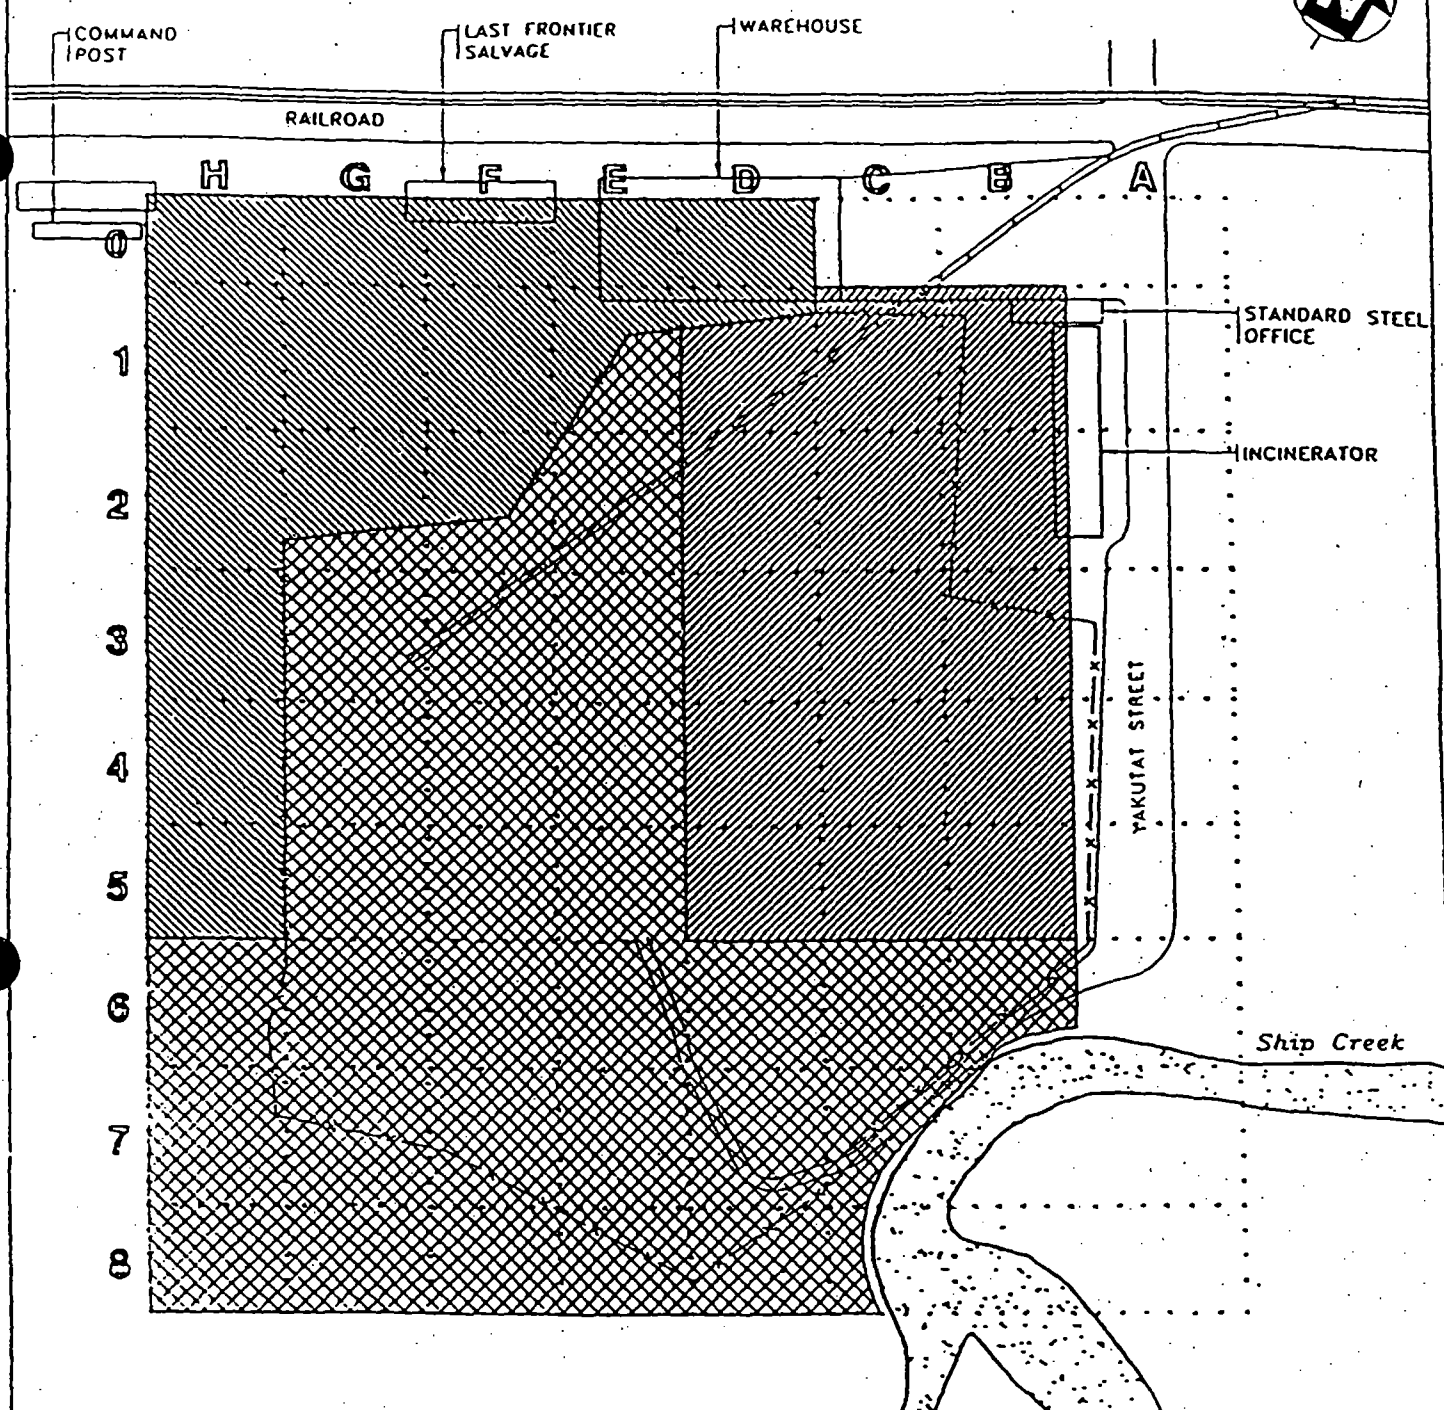 COMMAND
POST
LAST FRONTIER
SALVAGE
WAREHOUSE
RAILROAD
H G F E D C B A
0
STANDARD STEEL
OFFICE
1
INCINERATOR
2
3
YAKUTAT STREET
4
5
6
Ship Creek
7
8